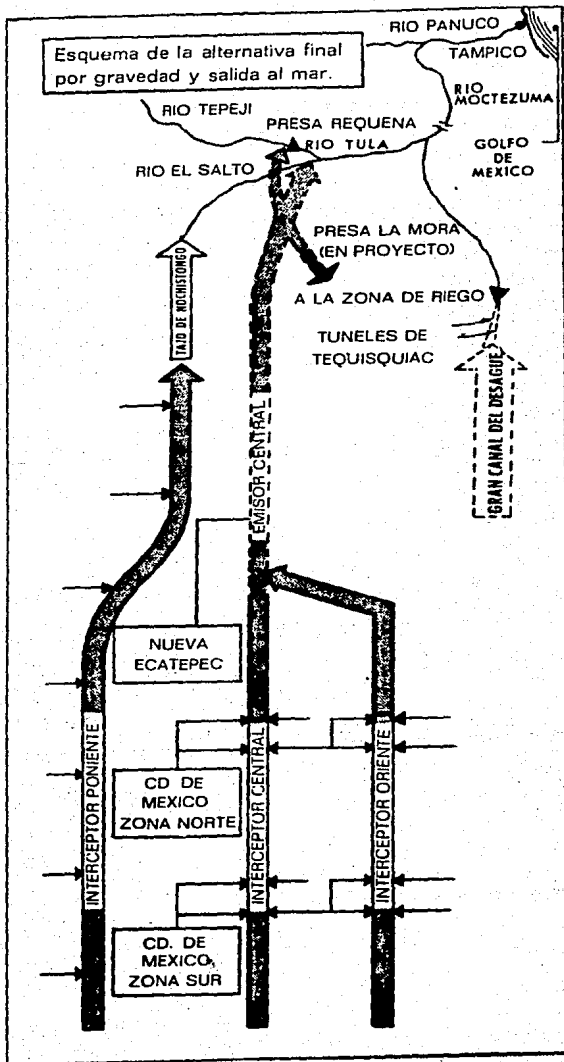 RIO PANUCO
Esquema de la alternativa final
por gravedad y salida al mar.
TAMPICO
RIO
MOCTEZUMA
RIO TEPEJI
PRESA REQUENA
RIO TULA
GOLFO
DE
MEXICO
RIO EL SALTO
PRESA LA MORA
(EN PROYECTO)
A LA ZONA DE RIEGO
TAJO DE NOCHISTONGO
TUNELES DE
TEQUISQUIAC
GRAN CANAL DEL DESAGUE
EMISOR CENTRAL
NUEVA
ECATEPEC
INTERCEPTOR PONIENTE
CD DE
MEXICO
ZONA NORTE
INTERCEPTOR CENTRAL
INTERCEPTOR ORIENTE
CD. DE
MEXICO,
ZONA SUR